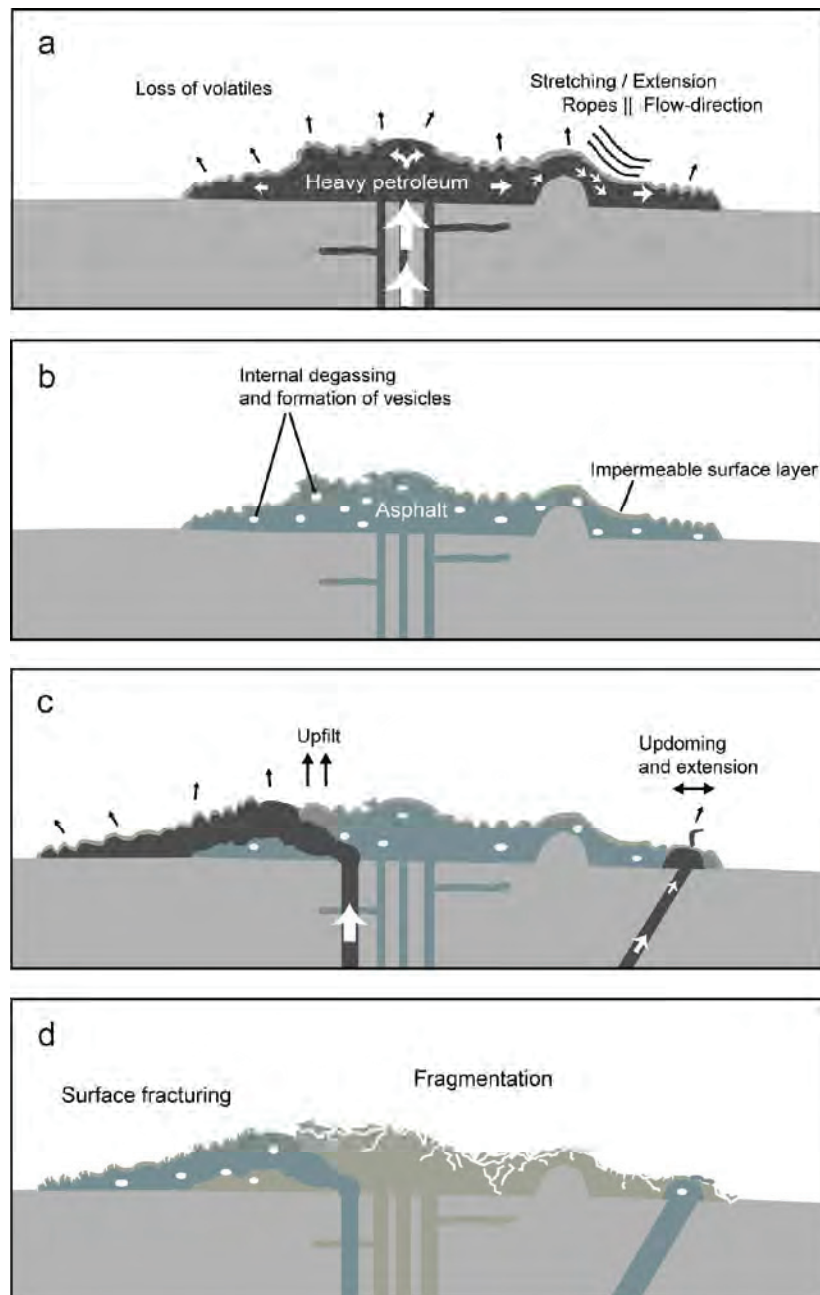 a
Loss of volatiles
Stretching / Extension
Ropes || Flow-direction
Heavy petroleum
b
Internal degassing
and formation of vesicles
Impermeable surface layer
Asphalt
c
Upfilt
Updoming
and extension
d
Surface fracturing
Fragmentation